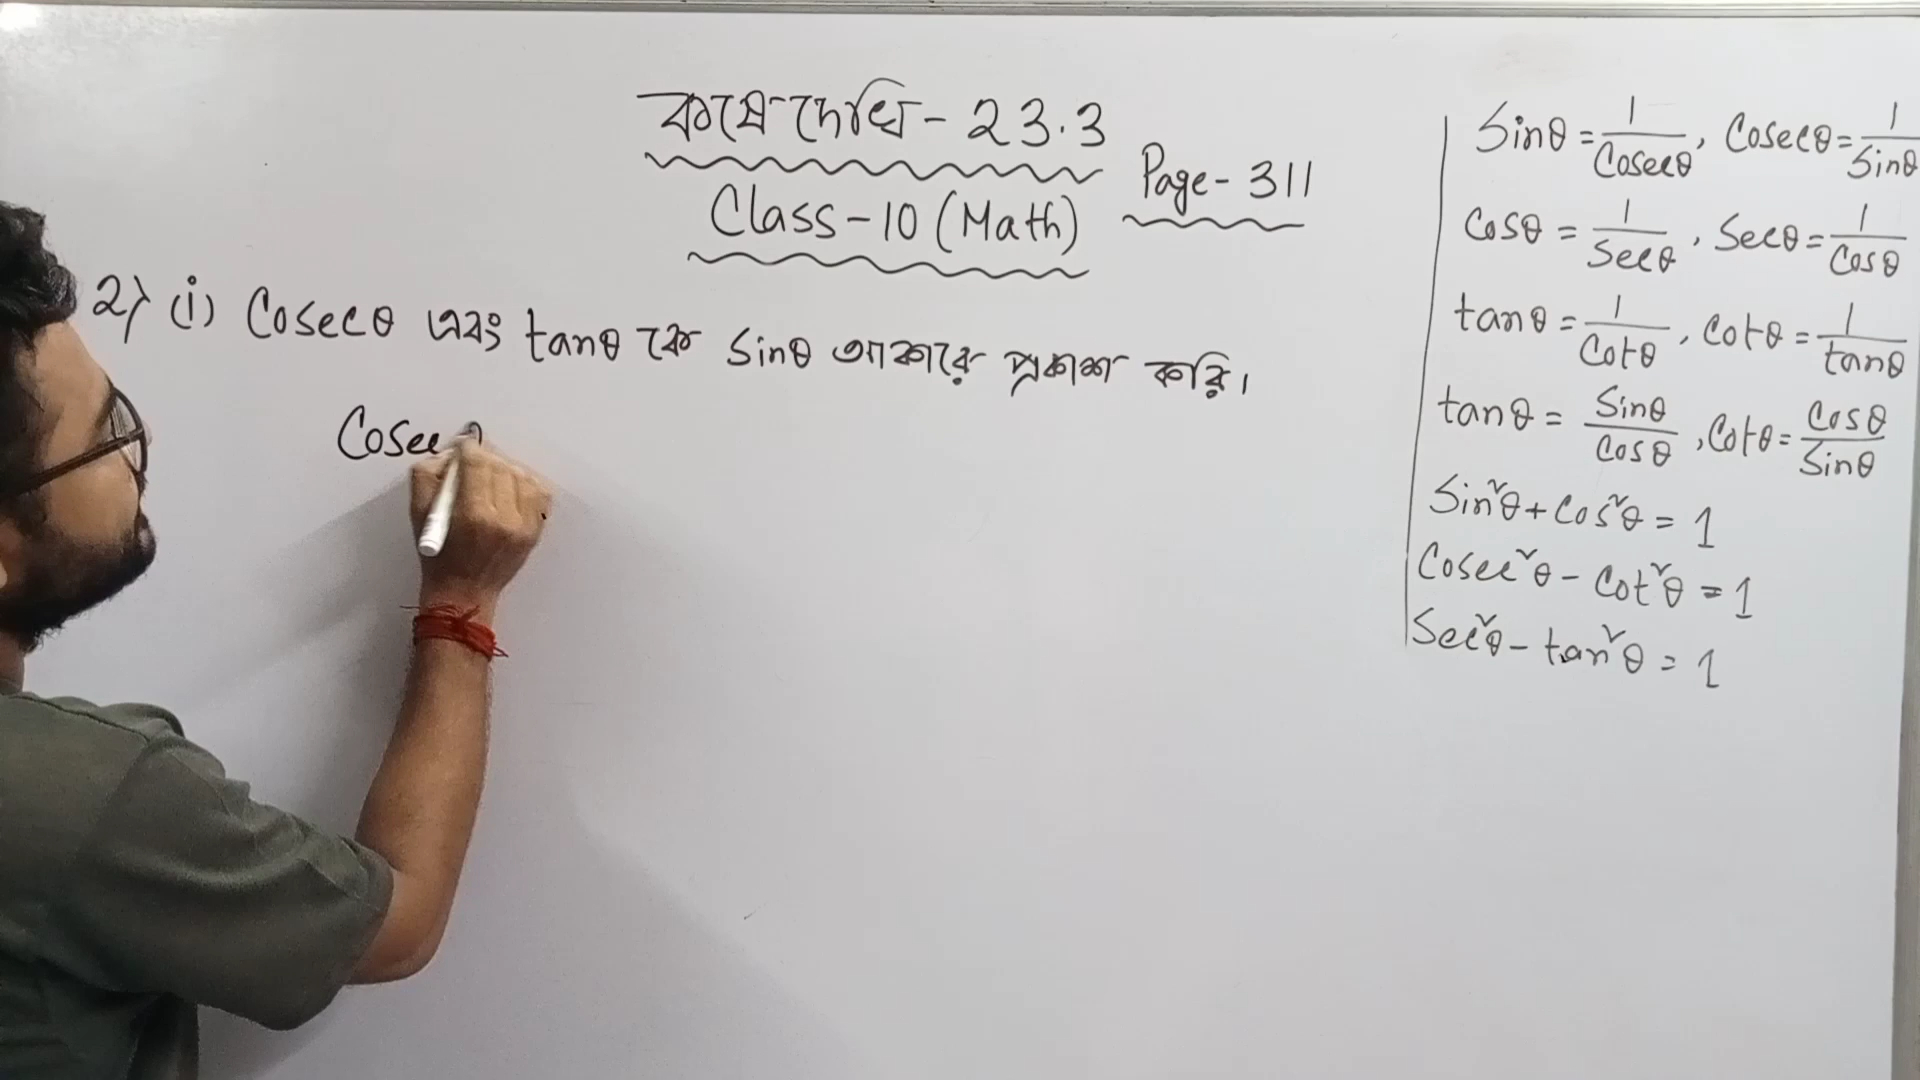 কষে দেখি - 23.3
Class-10 (Math)
Page- 311
2) (i) Cosecθ এবং tanθ কে Sinθ আকারে প্রকাশ করি।
Cosec θ
Sinθ = 1/Cosecθ, Cosecθ = 1/Sinθ
Cosθ = 1/Secθ, Secθ = 1/Cosθ
tanθ = 1/Cotθ, Cotθ = 1/tanθ
tanθ = Sinθ/Cosθ, Cotθ = Cosθ/Sinθ
Sin²θ + Cos²θ = 1
Cosec²θ - Cot²θ = 1
Sec²θ - tan²θ = 1